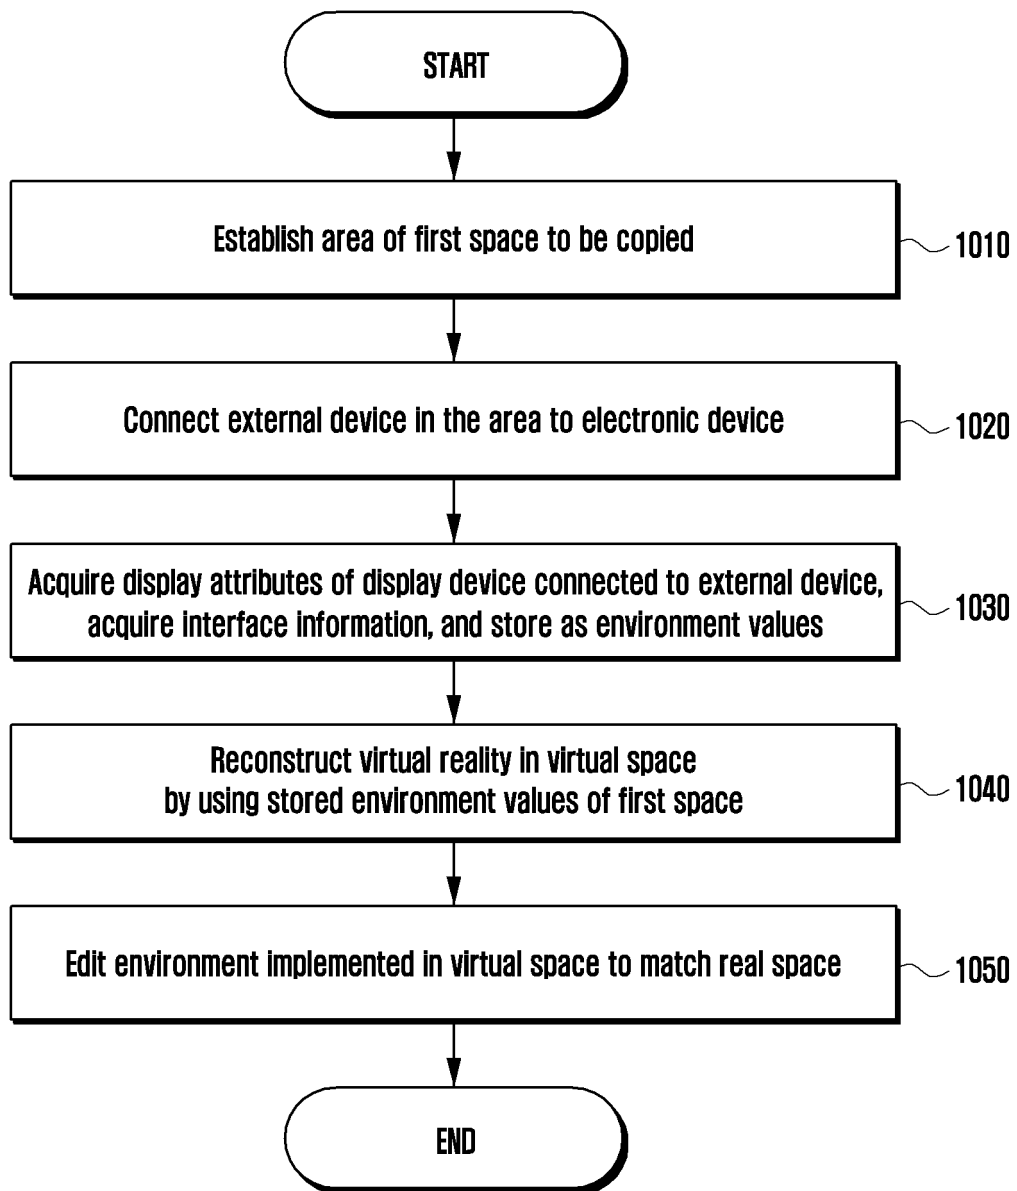 START
Establish area of first space to be copied
1010
Connect external device in the area to electronic device
1020
Acquire display attributes of display device connected to external device,
acquire interface information, and store as environment values
1030
Reconstruct virtual reality in virtual space
by using stored environment values of first space
1040
Edit environment implemented in virtual space to match real space
1050
END